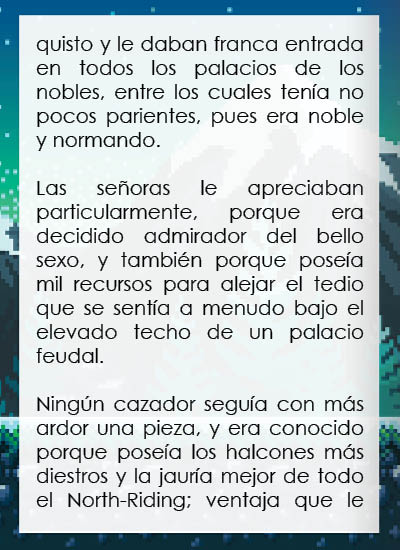 quisto y le daban franca entrada
en todos los palacios de los
nobles, entre los cuales tenía no
pocos parientes, pues era noble
y normando.
Las señoras le apreciaban
particularmente, porque era
decidido admirador del bello
sexo, y también porque poseía
mil recursos para alejar el tedio
que se sentía a menudo bajo el
elevado techo de un palacio
feudal.
Ningún cazador seguía con más
ardor una pieza, y era conocido
porque poseía los halcones más
diestros y la jauría mejor de todo
el North-Riding; ventaja que le